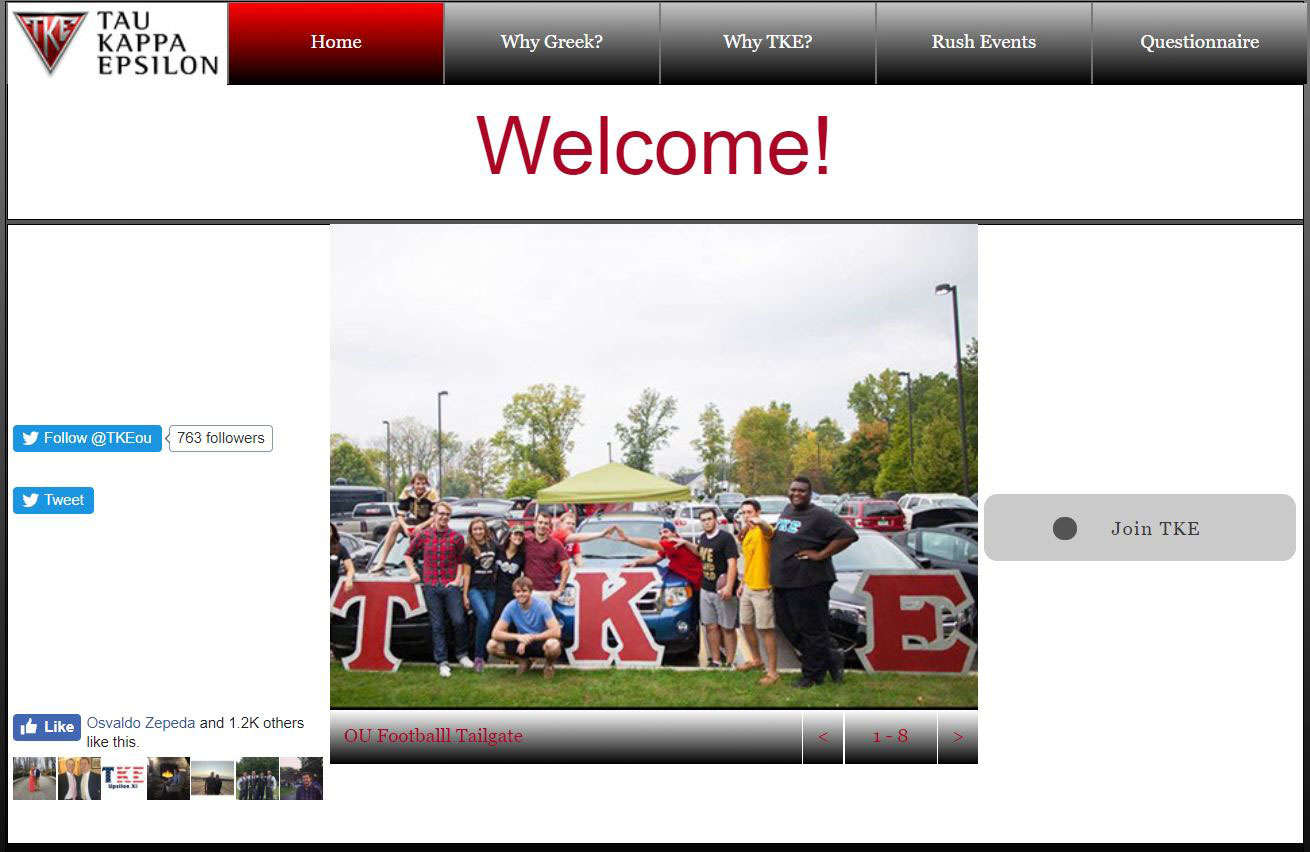 TKE
TAU
KAPPA
EPSILON
Home
Why Greek?
Why TKE?
Rush Events
Questionnaire
Welcome!
Follow @TKEou
763 followers
Tweet
Join TKE
TKE
T K E
Like
Osvaldo Zepeda and 1.2K others
like this.
TKE
Upsilon XI
OU Footballl Tailgate
<
1 - 8
>